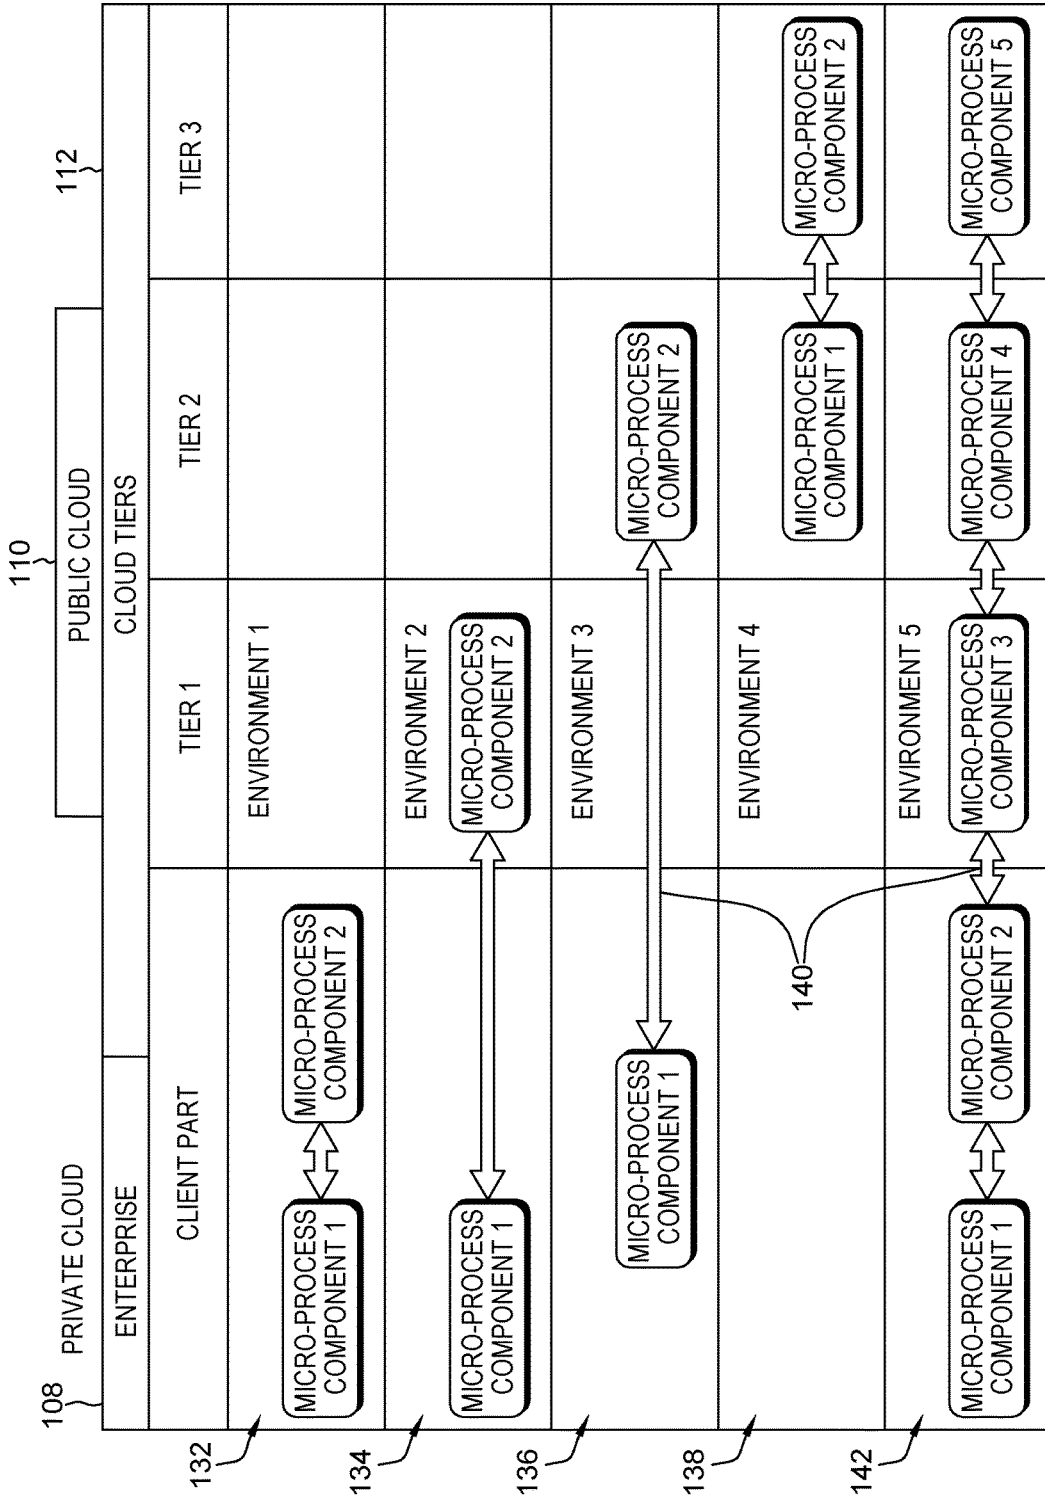 108
PRIVATE CLOUD
110
PUBLIC CLOUD
112
ENTERPRISE
CLOUD TIERS
CLIENT PART
TIER 1
TIER 2
TIER 3
132
ENVIRONMENT 1
MICRO-PROCESS
COMPONENT 1
MICRO-PROCESS
COMPONENT 2
134
ENVIRONMENT 2
MICRO-PROCESS
COMPONENT 1
MICRO-PROCESS
COMPONENT 2
136
ENVIRONMENT 3
MICRO-PROCESS
COMPONENT 1
MICRO-PROCESS
COMPONENT 2
138
ENVIRONMENT 4
MICRO-PROCESS
COMPONENT 1
MICRO-PROCESS
COMPONENT 2
140
142
ENVIRONMENT 5
MICRO-PROCESS
COMPONENT 1
MICRO-PROCESS
COMPONENT 2
MICRO-PROCESS
COMPONENT 3
MICRO-PROCESS
COMPONENT 4
MICRO-PROCESS
COMPONENT 5